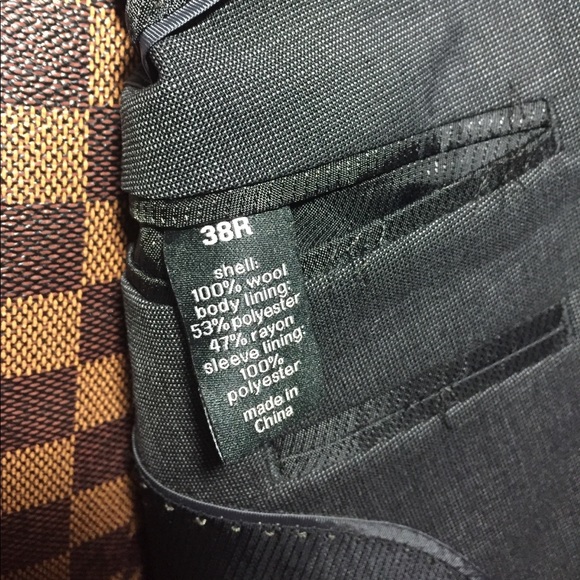 38R
shell:
100% wool
body lining:
53% polyester
47% rayon
sleeve lining:
100%
polyester
made in
China